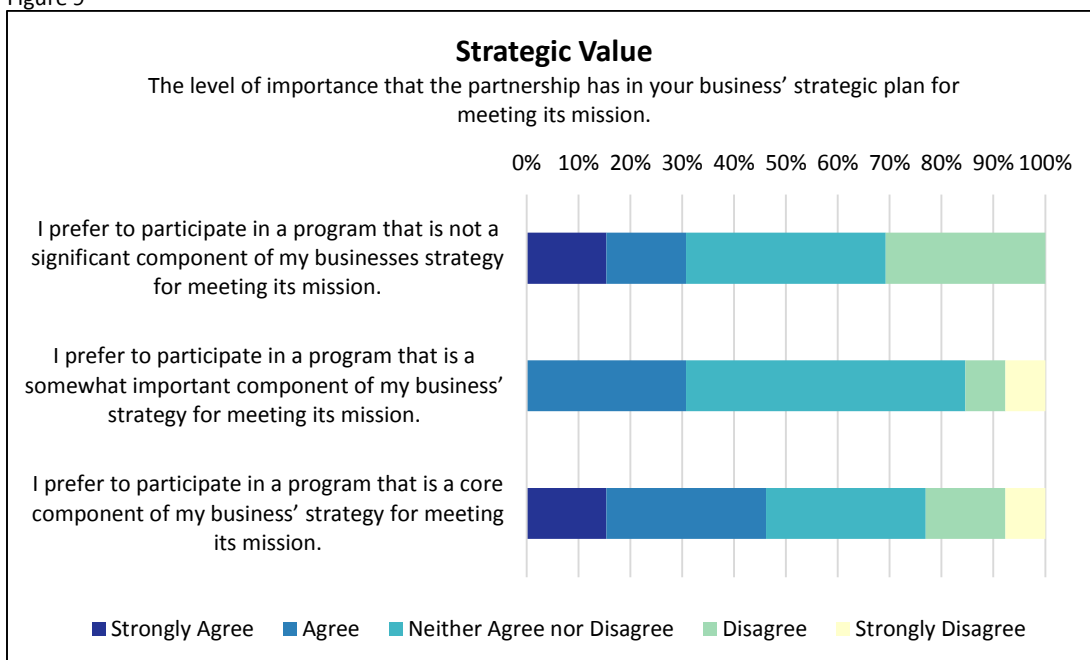 Figure 9
Strategic Value
The level of importance that the partnership has in your business’ strategic plan for
meeting its mission.
0% 10% 20% 30% 40% 50% 60% 70% 80% 90% 100%
I prefer to participate in a program that is not a
significant component of my businesses strategy
for meeting its mission.
I prefer to participate in a program that is a
somewhat important component of my business’
strategy for meeting its mission.
I prefer to participate in a program that is a core
component of my business’ strategy for meeting
its mission.
Strongly Agree Agree Neither Agree nor Disagree Disagree Strongly Disagree